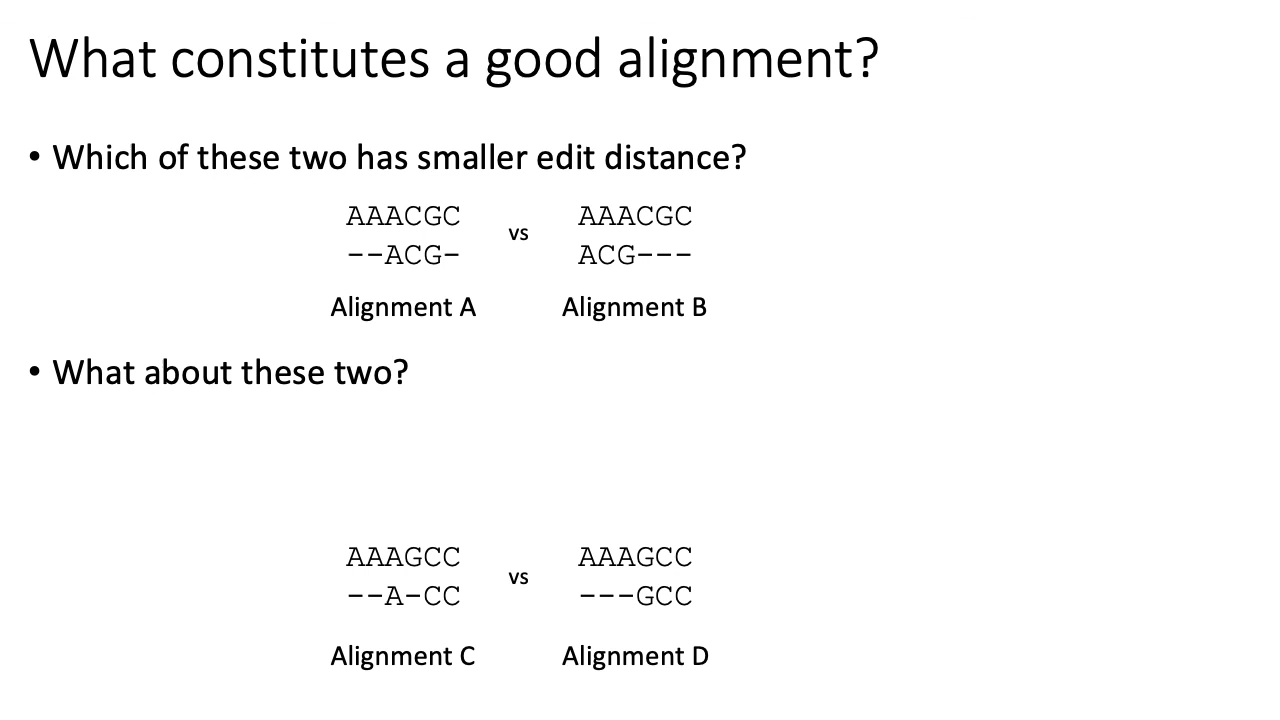 What constitutes a good alignment?
• Which of these two has smaller edit distance?
AAACGC vs AAACGC
--ACG- ACG---
Alignment A Alignment B
• What about these two?
AAAGCC vs AAAGCC
--A-CC ---GCC
Alignment C Alignment D